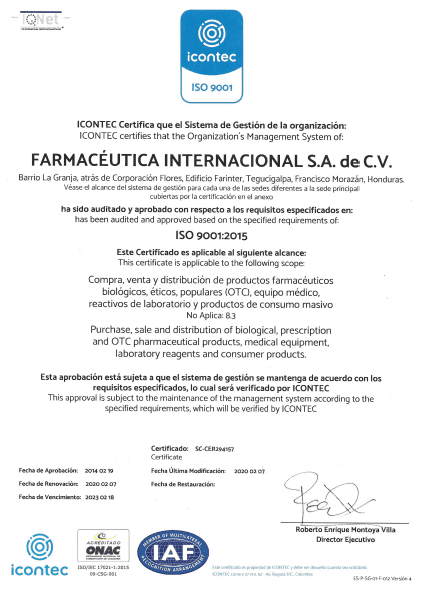 IQNet
icontec
ISO 9001
ICONTEC Certifica que el Sistema de Gestión de la organización:
ICONTEC certifies that the Organization's Management System of:
FARMACÉUTICA INTERNACIONAL S.A. de C.V.
Barrio La Granja, atrás de Corporación Flores, Edificio Farinter, Tegucigalpa, Francisco Morazán, Honduras.
Véase el alcance del sistema de gestión para cada una de las sedes diferentes a la sede principal
cubiertas por la certificación en el anexo
ha sido auditado y aprobado con respecto a los requisitos especificados en:
has been audited and approved based on the specified requirements of:
ISO 9001:2015
Este Certificado es aplicable al siguiente alcance:
This certificate is applicable to the following scope:
Compra, venta y distribución de productos farmacéuticos
biológicos, éticos, populares (OTC), equipo médico,
reactivos de laboratorio y productos de consumo masivo
No Aplica: 8.3
Purchase, sale and distribution of biological, prescription
and OTC pharmaceutical products, medical equipment,
laboratory reagents and consumer products.
Esta aprobación está sujeta a que el sistema de gestión se mantenga de acuerdo con los
requisitos especificados, lo cual será verificado por ICONTEC
This approval is subject to the maintenance of the management system according to the
specified requirements, which will be verified by ICONTEC
Certificado: SC-CER294157
Certificate
Fecha de Aprobación: 2014 02 19
Fecha Última Modificación: 2020 02 07
Fecha de Renovación: 2020 02 07
Fecha de Restauración:
Fecha de Vencimiento: 2023 02 18
Roberto Enrique Montoya Villa
Director Ejecutivo
icontec
ACREDITADO
ONAC
ISO/IEC 17021-1:2015
09-CSG-001
MEMBER OF MULTILATERAL
IAF
RECOGNITION ARRANGEMENT
Este certificado es propiedad de ICONTEC y debe ser devuelto cuando sea solicitado
ES-P-SG-01-F-012 Versión 4